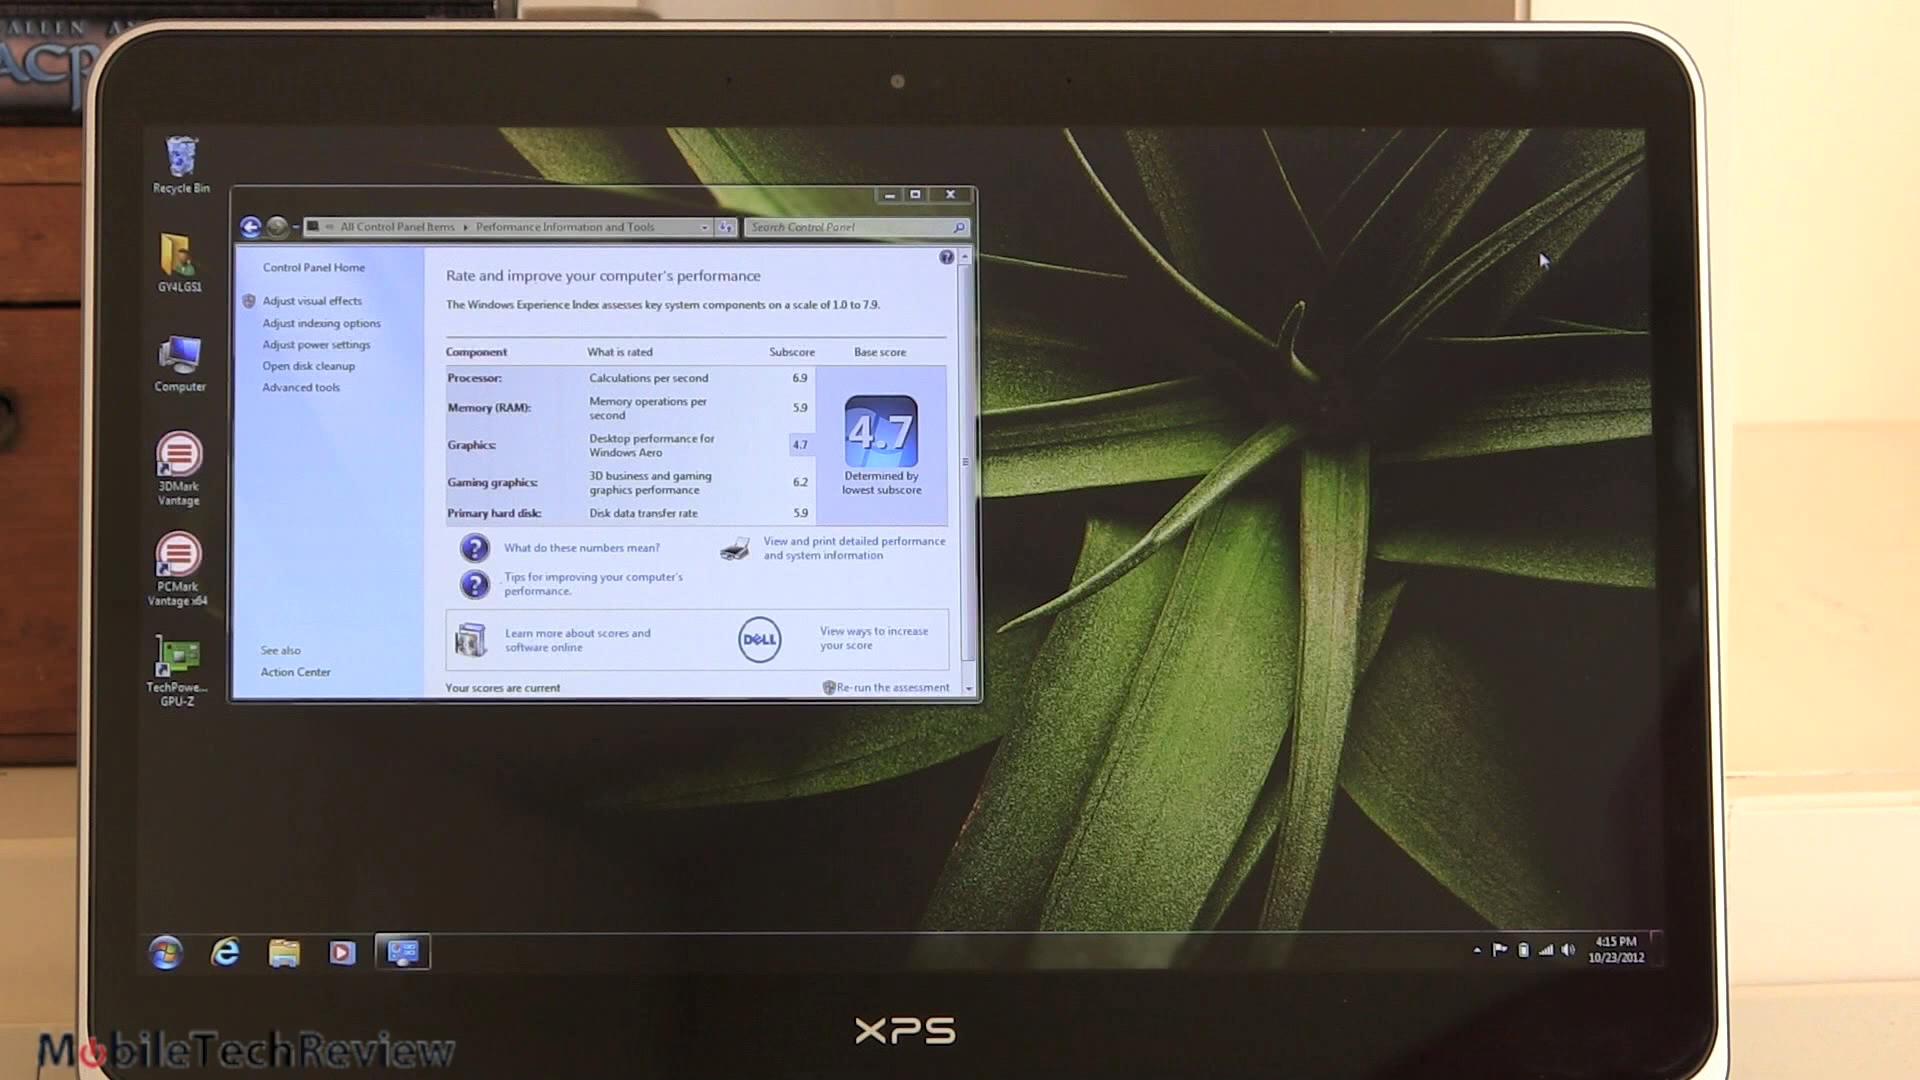 ALLEN AN
ACR
Recycle Bin
GY4LGS1
Computer
3DMark
Vantage
PCMark
Vantage x64
TechPowe...
GPU-Z
All Control Panel Items
Performance Information and Tools
Search Control Panel
Control Panel Home
Adjust visual effects
Adjust indexing options
Adjust power settings
Open disk cleanup
Advanced tools
See also
Action Center
Rate and improve your computer's performance
The Windows Experience Index assesses key system components on a scale of 1.0 to 7.9.
Component What is rated Subscore Base score
Processor: Calculations per second 6.9
Memory (RAM): Memory operations per second 5.9
Graphics: Desktop performance for Windows Aero 4.7
Gaming graphics: 3D business and gaming graphics performance 6.2
Primary hard disk: Disk data transfer rate 5.9
4.7
Determined by
lowest subscore
What do these numbers mean?
View and print detailed performance
and system information
Tips for improving your computer's
performance.
Learn more about scores and
software online
DELL
View ways to increase
your score
Your scores are current
Re-run the assessment
4:15 PM
10/23/2012
XPS
MobileTechReview